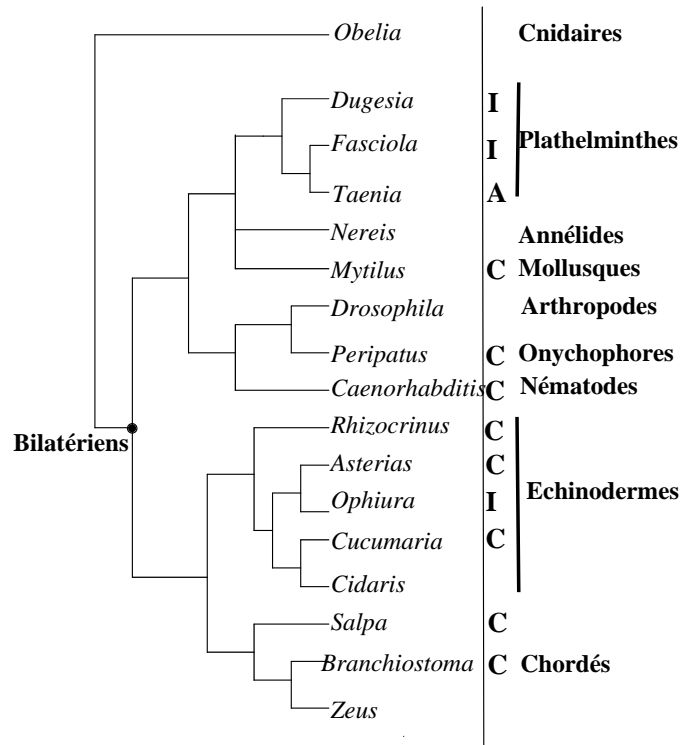 Obelia Cnidaires
Dugesia I
Plathelminthes
Fasciola I
Taenia A
Nereis Annélides
Mytilus C Mollusques
Drosophila Arthropodes
Peripatus C Onychophores
Caenorhabditis C Nématodes
Rhizocrinus C
Bilatériens
Asterias C
Echinodermes
Ophiura I
Cucumaria C
Cidaris
Salpa C
Branchiostoma C Chordés
Zeus